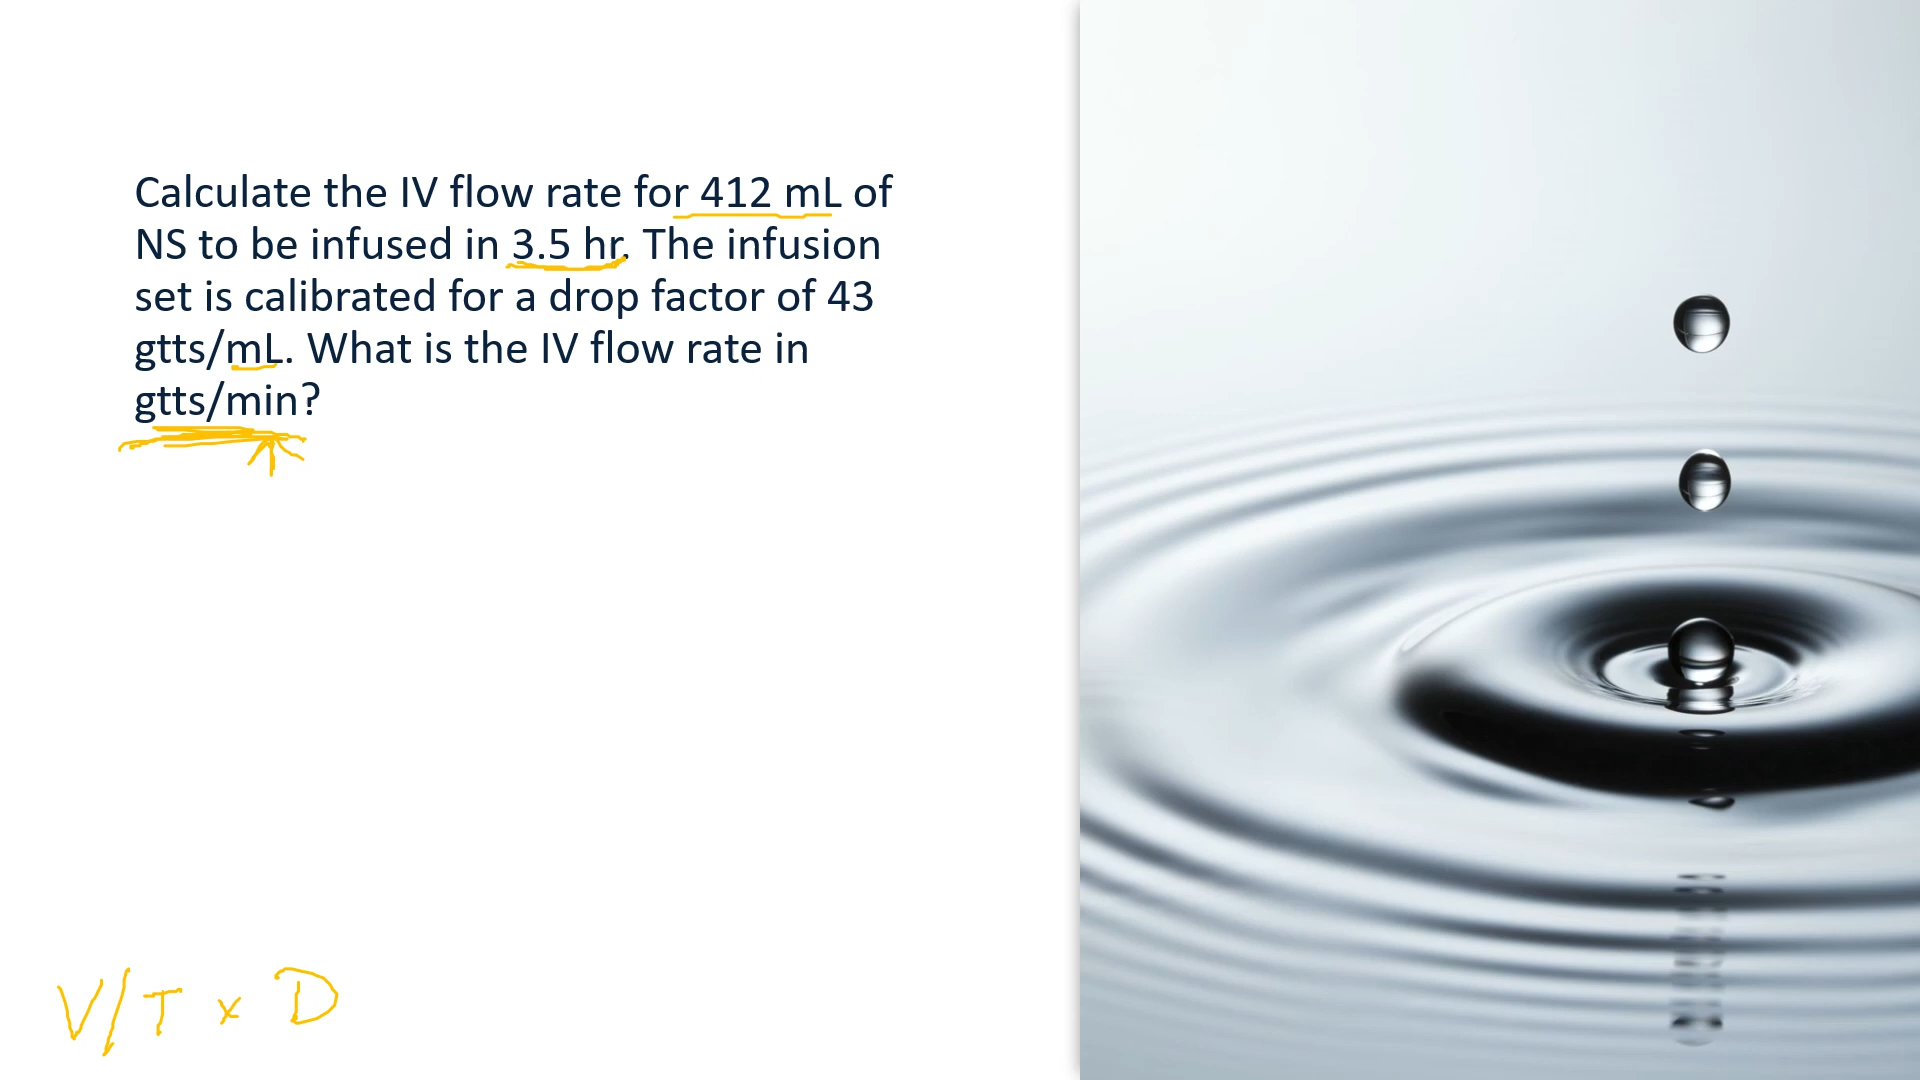 Calculate the IV flow rate for 412 mL of
NS to be infused in 3.5 hr. The infusion
set is calibrated for a drop factor of 43
gtts/mL. What is the IV flow rate in
gtts/min?
V/T x D